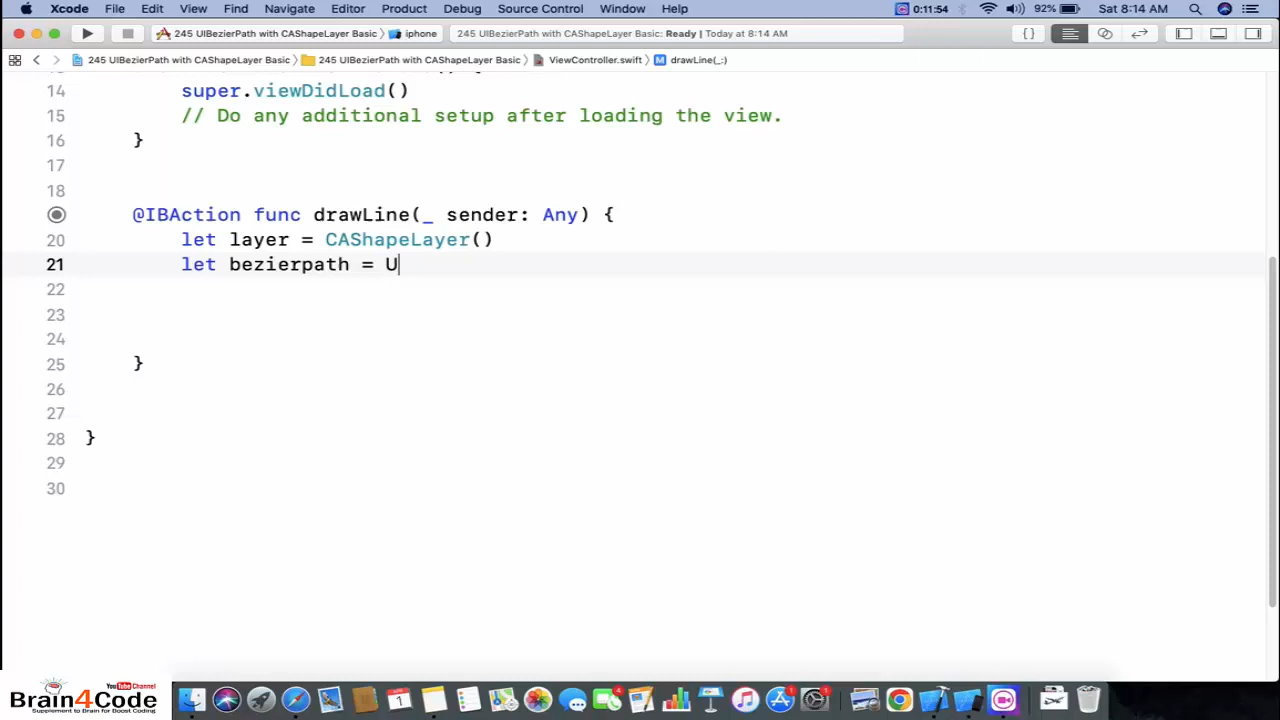 Xcode File Edit View Find Navigate Editor Product Debug Source Control Window Help 0:11:54 92% Sat 8:14 AM
245 UIBezierPath with CAShapeLayer Basic iphone 245 UIBezierPath with CAShapeLayer Basic: Ready | Today at 8:14 AM { }
245 UIBezierPath with CAShapeLayer Basic 245 UIBezierPath with CAShapeLayer Basic ViewController.swift M drawLine(_:)
14 super.viewDidLoad()
15 // Do any additional setup after loading the view.
16 }
17
18
@IBAction func drawLine(_ sender: Any) {
20 let layer = CAShapeLayer()
21 let bezierpath = U
22
23
24
25 }
26
27
28 }
29
30
YouTube Channel
Brain4Code
Supplement to Brain for Boost Coding